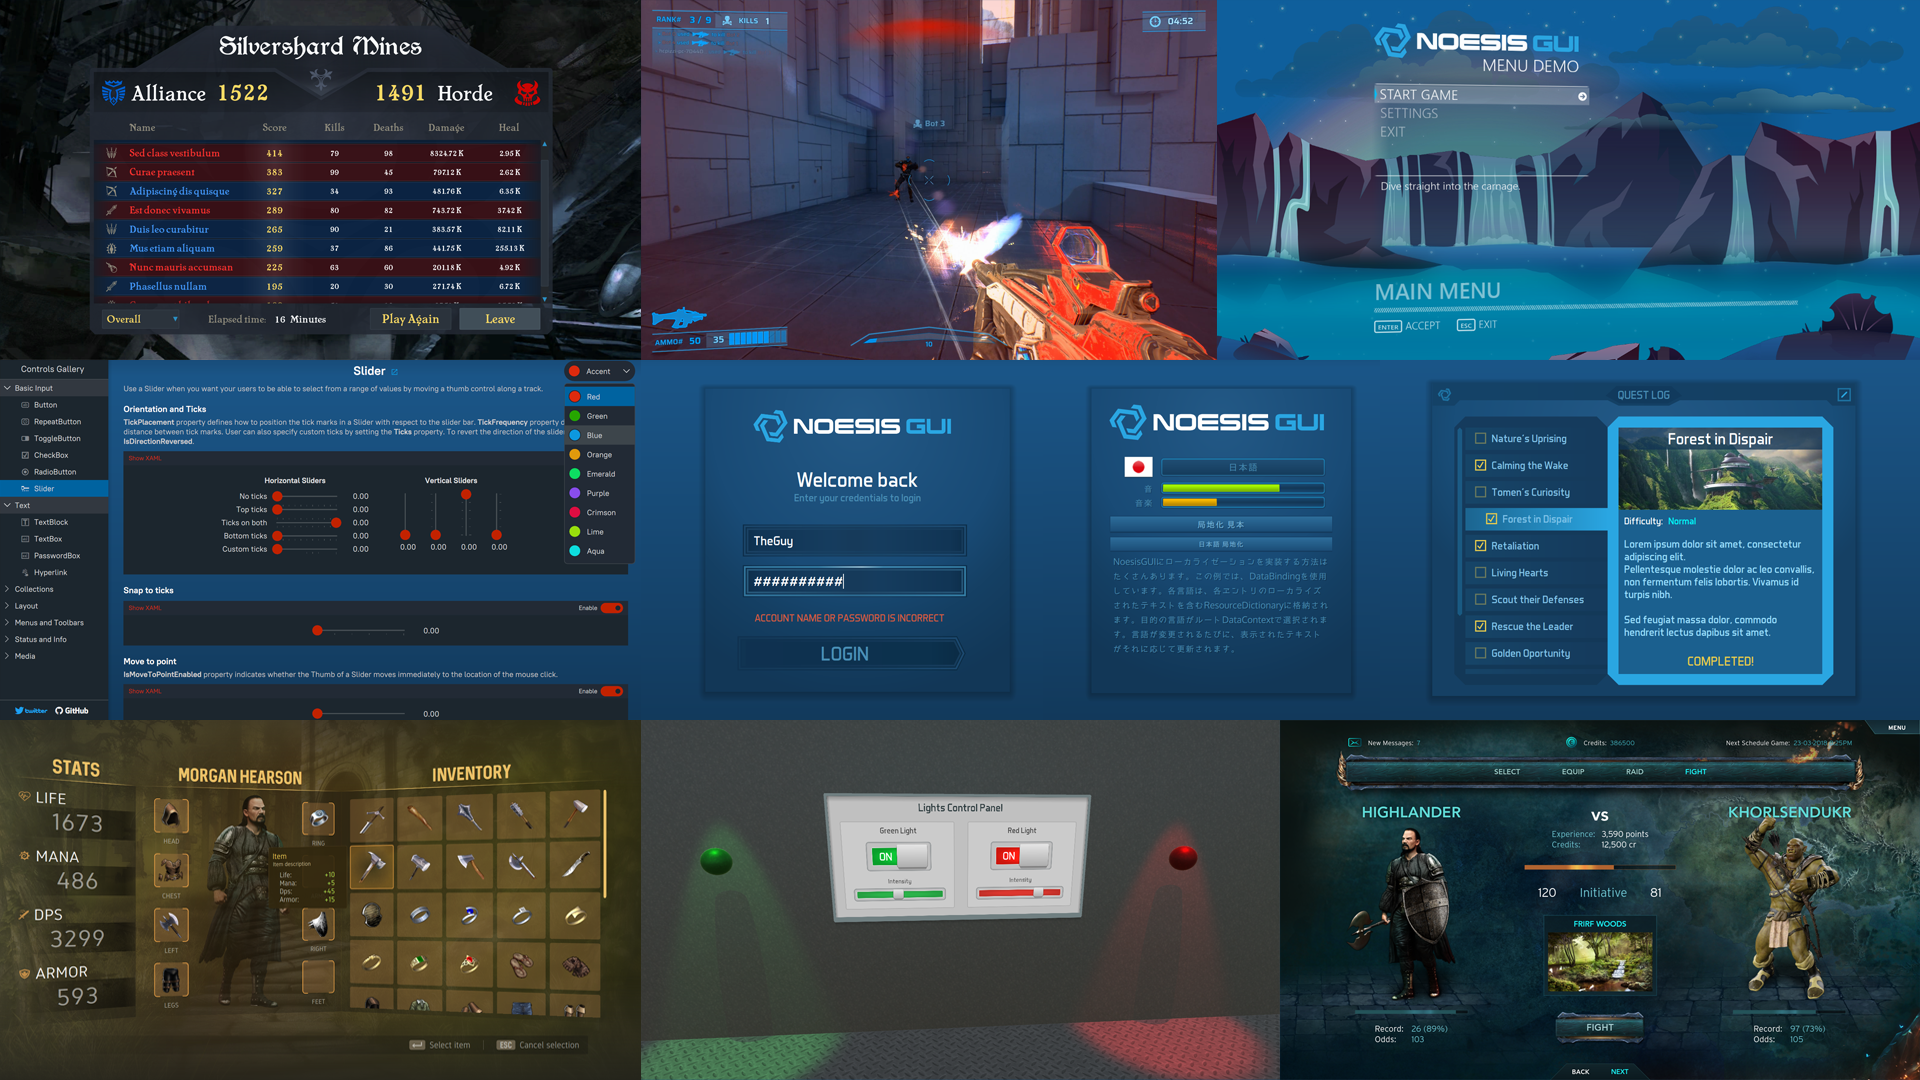 Silvershard Mines
Alliance 1522
1491 Horde
Name Score Kills Deaths Damage Heal
Sed class vestibulum 414 79 98 8324.72 K 2.95 K
Curae praesent 383 99 45 797.12 K 2.62 K
Adipiscing dis quisque 327 34 93 481.76 K 6.35 K
Est donec vivamus 289 80 82 743.72 K 37.42 K
Duis leo curabitur 265 90 21 383.57 K 82.11 K
Mus etiam aliquam 259 37 86 441.75 K 255.13 K
Nunc mauris accumsan 225 63 60 201.18 K 4.92 K
Phasellus nullam 195 20 30 271.74 K 6.72 K
Overall
Elapsed time: 16 Minutes
Play Again
Leave
RANK# 3 / 9 KILLS 1
04:52
Bot 3
AMMO# 50 35
10
NOESIS GUI
MENU DEMO
START GAME
SETTINGS
EXIT
Dive straight into the carnage.
MAIN MENU
ENTER ACCEPT ESC EXIT
Controls Gallery
Basic Input
Button
RepeatButton
ToggleButton
CheckBox
RadioButton
Slider
Text
TextBlock
TextBox
PasswordBox
Hyperlink
Collections
Layout
Menus and Toolbars
Status and Info
Media
twitter GitHub
Slider
Use a Slider when you want your users to be able to select from a range of values by moving a thumb control along a track.
Orientation and Ticks
TickPlacement property defines how to position the tick marks in a Slider with respect to the slider bar. TickFrequency property d
distance between tick marks. User can also specify custom ticks by setting the Ticks property. To revert the direction of the slide
IsDirectionReversed.
Show XAML
Horizontal Sliders
No ticks 0.00
Top ticks 0.00
Ticks on both 0.00
Bottom ticks 0.00
Custom ticks 0.00
Vertical Sliders
0.00 0.00 0.00 0.00
Snap to ticks
Show XAML
Enable
0.00
Move to point
IsMoveToPointEnabled property indicates whether the Thumb of a Slider moves immediately to the location of the mouse click.
Show XAML
Enable
0.00
Accent
Red
Green
Blue
Orange
Emerald
Purple
Crimson
Lime
Aqua
NOESIS GUI
Welcome back
Enter your credentials to login
TheGuy
##########
ACCOUNT NAME OR PASSWORD IS INCORRECT
LOGIN
NOESIS GUI
日本語
音
音楽
局地化 見本
日本語 局地化
NoesisGUIにローカライゼーションを実装する方法は
たくさんあります。この例では、DataBindingを使用
しています。各言語は、各エントリのローカライズ
されたテキストを含むResourceDictionaryに格納され
ます。目的の言語がルートDataContextで選択されま
す。言語が変更されるたびに、表示されたテキスト
がそれに応じて更新されます。
QUEST LOG
Nature's Uprising
Calming the Wake
Tomen's Curiosity
Forest in Dispair
Retaliation
Living Hearts
Scout their Defenses
Rescue the Leader
Golden Oportunity
Forest in Dispair
Difficulty: Normal
Lorem ipsum dolor sit amet, consectetur
adipiscing elit.
Pellentesque molestie dolor ac leo convallis,
non fermentum felis lobortis. Vivamus id
turpis nibh.
Sed feugiat massa dolor, commodo
hendrerit lectus dapibus sit amet.
COMPLETED!
STATS
LIFE
1673
MANA
486
DPS
3299
ARMOR
593
MORGAN HEARSON
HEAD
CHEST
LEFT
LEGS
RING
RIGHT
FEET
Item
Item description
Life: +10
Mana: +5
Dps: +45
Armor: +15
INVENTORY
Select item
ESC Cancel selection
Lights Control Panel
Green Light
ON
Intensity
Red Light
ON
Intensity
MENU
New Messages: 7
Credits: 386500
Next Schedule Game:
SELECT EQUIP RAID FIGHT
HIGHLANDER
VS
KHORLSENDUKR
Experience: 3,590 points
Credits: 12,500 cr
120 Initiative 81
FRIRF WOODS
Record: 26 (89%)
Odds: 103
FIGHT
Record: 97 (73%)
Odds: 105
BACK NEXT